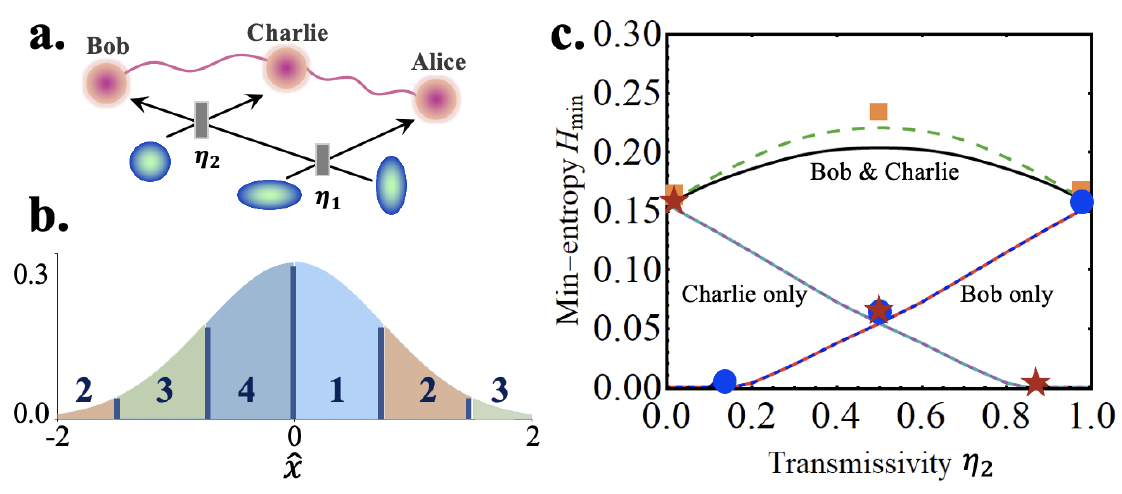 a.
Bob
Charlie
Alice
η₂
η₁
b.
0.3
0.0
2 3 4 1 2 3
-2 0 2
x̂
c.
Min−entropy H_min
0.30
0.25
0.20
0.15
0.10
0.05
0.00
Bob & Charlie
Charlie only
Bob only
0.0 0.2 0.4 0.6 0.8 1.0
Transmissivity η₂